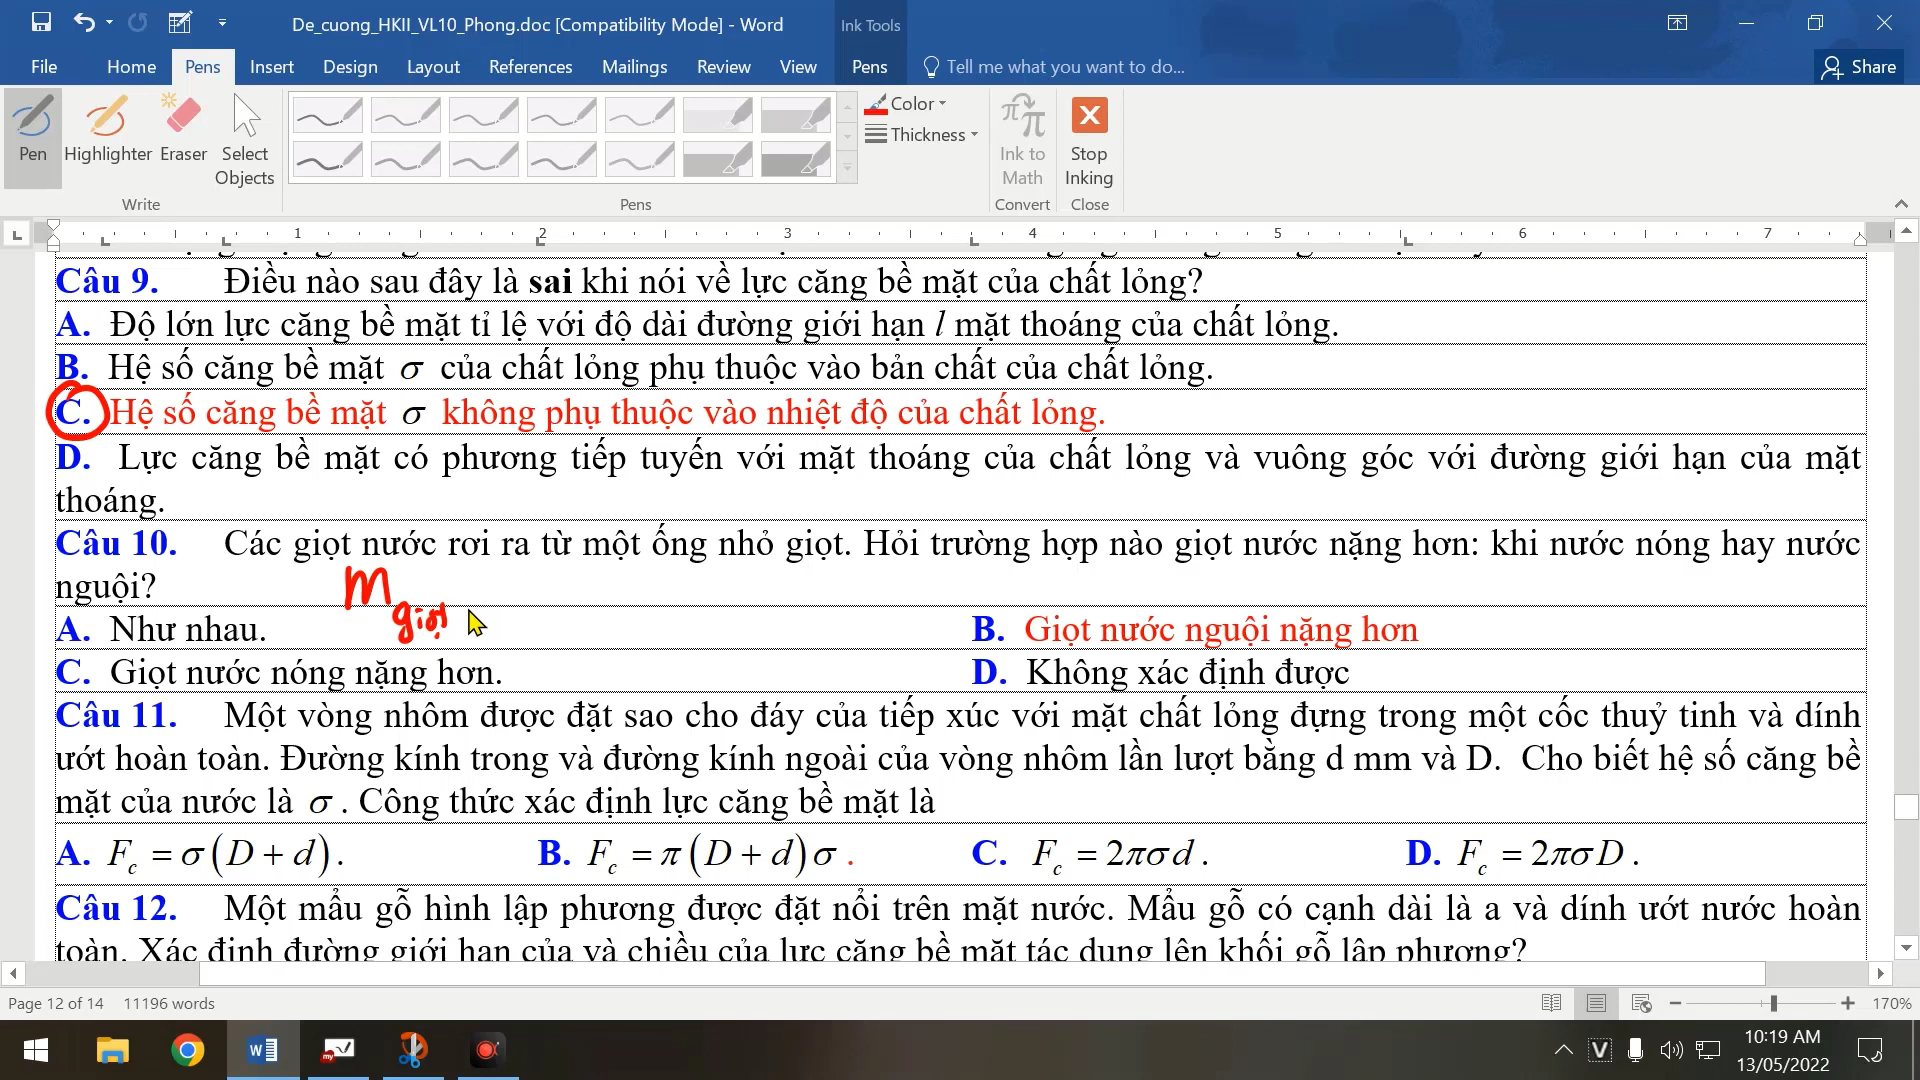 De_cuong_HKII_VL10_Phong.doc [Compatibility Mode] - Word
Ink Tools
File Home Pens Insert Design Layout References Mailings Review View Pens Tell me what you want to do... Share
Pen Highlighter Eraser Select Objects
Color
Thickness
Ink to Math
Stop Inking
Write Pens Convert Close
1 2 3 4 5 6 7
Câu 9. Điều nào sau đây là sai khi nói về lực căng bề mặt của chất lỏng?
A. Độ lớn lực căng bề mặt tỉ lệ với độ dài đường giới hạn l mặt thoáng của chất lỏng.
B. Hệ số căng bề mặt σ của chất lỏng phụ thuộc vào bản chất của chất lỏng.
C. Hệ số căng bề mặt σ không phụ thuộc vào nhiệt độ của chất lỏng.
D. Lực căng bề mặt có phương tiếp tuyến với mặt thoáng của chất lỏng và vuông góc với đường giới hạn của mặt
thoáng.
Câu 10. Các giọt nước rơi ra từ một ống nhỏ giọt. Hỏi trường hợp nào giọt nước nặng hơn: khi nước nóng hay nước
nguội?
m giọt
A. Như nhau. B. Giọt nước nguội nặng hơn
C. Giọt nước nóng nặng hơn. D. Không xác định được
Câu 11. Một vòng nhôm được đặt sao cho đáy của tiếp xúc với mặt chất lỏng đựng trong một cốc thuỷ tinh và dính
ướt hoàn toàn. Đường kính trong và đường kính ngoài của vòng nhôm lần lượt bằng d mm và D. Cho biết hệ số căng bề
mặt của nước là σ. Công thức xác định lực căng bề mặt là
A. F_c = σ(D + d). B. F_c = π(D + d)σ. C. F_c = 2πσd. D. F_c = 2πσD.
Câu 12. Một mẩu gỗ hình lập phương được đặt nổi trên mặt nước. Mẩu gỗ có cạnh dài là a và dính ướt nước hoàn
toàn. Xác định đường giới hạn của và chiều của lực căng bề mặt tác dụng lên khối gỗ lập phương?
Page 12 of 14 11196 words
170%
10:19 AM
13/05/2022